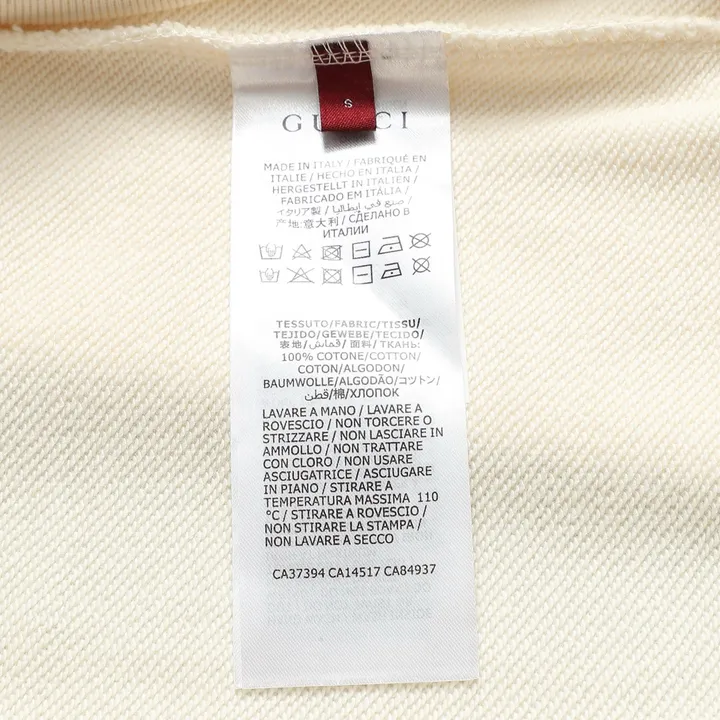 S
GUCCI
MADE IN ITALY / FABRIQUÉ EN
ITALIE / HECHO EN ITALIA /
HERGESTELLT IN ITALIEN /
FABRICADO EM ITÁLIA /
イタリア製 / صنع في إيطاليا /
产地:意大利 / СДЕЛАНО В
ИТАЛИИ
TESSUTO/FABRIC/TISSU/
TEJIDO/GEWEBE/TECIDO/
表地/قماش/面料/ТКАНЬ:
100% COTONE/COTTON/
COTON/ALGODON/
BAUMWOLLE/ALGODÃO/コットン/
قطن/棉/ХЛОПОК
LAVARE A MANO / LAVARE A
ROVESCIO / NON TORCERE O
STRIZZARE / NON LASCIARE IN
AMMOLLO / NON TRATTARE
CON CLORO / NON USARE
ASCIUGATRICE / ASCIUGARE
IN PIANO / STIRARE A
TEMPERATURA MASSIMA 110
°C / STIRARE A ROVESCIO /
NON STIRARE LA STAMPA /
NON LAVARE A SECCO
CA37394 CA14517 CA84937